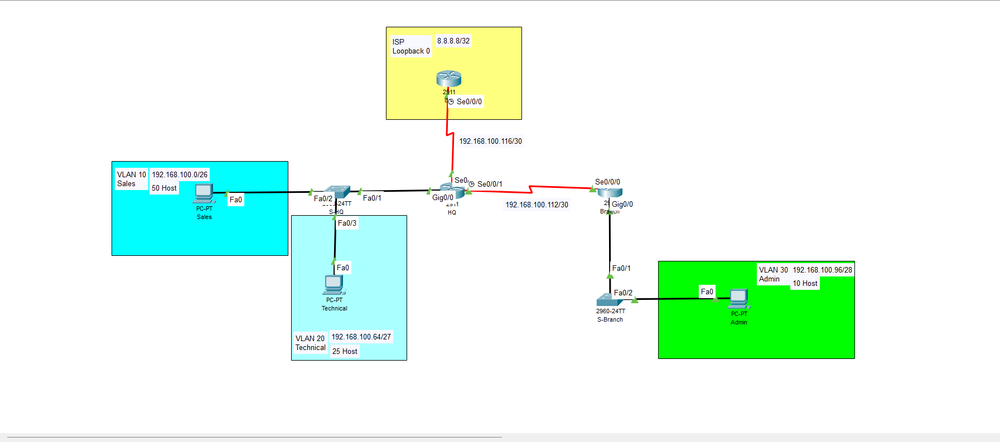 ISP
Loopback 0
8.8.8.8/32
2911
Se0/0/0
192.168.100.116/30
VLAN 10
Sales
192.168.100.0/26
50 Host
Fa0
PC-PT
Sales
Fa0/2
Fa0/1
-24TT
S-HQ
Gig0/0
Se0/
Se0/0/1
2911
HQ
192.168.100.112/30
Se0/0/0
Gig0/0
Branch
Fa0/3
Fa0
PC-PT
Technical
VLAN 20
Technical
192.168.100.64/27
25 Host
Fa0/1
Fa0/2
2960-24TT
S-Branch
VLAN 30
Admin
192.168.100.96/28
10 Host
Fa0
PC-PT
Admin